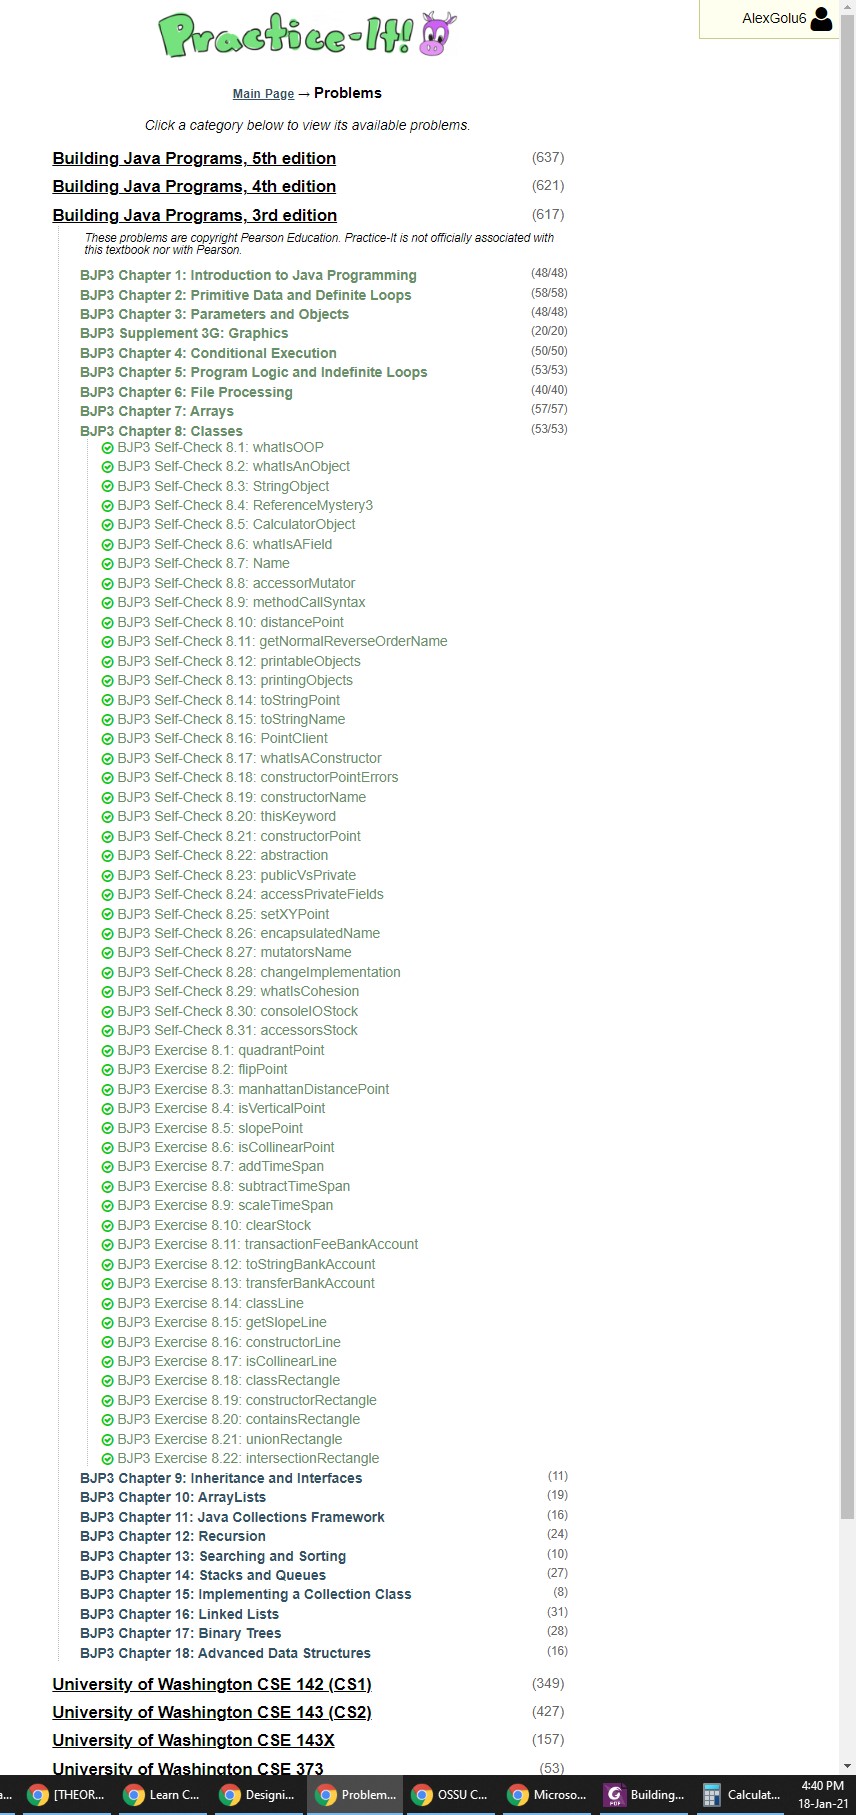 Practice-It!
AlexGolu6
Main Page → Problems
Click a category below to view its available problems.
Building Java Programs, 5th edition (637)
Building Java Programs, 4th edition (621)
Building Java Programs, 3rd edition (617)
These problems are copyright Pearson Education. Practice-It is not officially associated with
this textbook nor with Pearson.
BJP3 Chapter 1: Introduction to Java Programming (48/48)
BJP3 Chapter 2: Primitive Data and Definite Loops (58/58)
BJP3 Chapter 3: Parameters and Objects (48/48)
BJP3 Supplement 3G: Graphics (20/20)
BJP3 Chapter 4: Conditional Execution (50/50)
BJP3 Chapter 5: Program Logic and Indefinite Loops (53/53)
BJP3 Chapter 6: File Processing (40/40)
BJP3 Chapter 7: Arrays (57/57)
BJP3 Chapter 8: Classes (53/53)
BJP3 Self-Check 8.1: whatIsOOP
BJP3 Self-Check 8.2: whatIsAnObject
BJP3 Self-Check 8.3: StringObject
BJP3 Self-Check 8.4: ReferenceMystery3
BJP3 Self-Check 8.5: CalculatorObject
BJP3 Self-Check 8.6: whatIsAField
BJP3 Self-Check 8.7: Name
BJP3 Self-Check 8.8: accessorMutator
BJP3 Self-Check 8.9: methodCallSyntax
BJP3 Self-Check 8.10: distancePoint
BJP3 Self-Check 8.11: getNormalReverseOrderName
BJP3 Self-Check 8.12: printableObjects
BJP3 Self-Check 8.13: printingObjects
BJP3 Self-Check 8.14: toStringPoint
BJP3 Self-Check 8.15: toStringName
BJP3 Self-Check 8.16: PointClient
BJP3 Self-Check 8.17: whatIsAConstructor
BJP3 Self-Check 8.18: constructorPointErrors
BJP3 Self-Check 8.19: constructorName
BJP3 Self-Check 8.20: thisKeyword
BJP3 Self-Check 8.21: constructorPoint
BJP3 Self-Check 8.22: abstraction
BJP3 Self-Check 8.23: publicVsPrivate
BJP3 Self-Check 8.24: accessPrivateFields
BJP3 Self-Check 8.25: setXYPoint
BJP3 Self-Check 8.26: encapsulatedName
BJP3 Self-Check 8.27: mutatorsName
BJP3 Self-Check 8.28: changeImplementation
BJP3 Self-Check 8.29: whatIsCohesion
BJP3 Self-Check 8.30: consoleIOStock
BJP3 Self-Check 8.31: accessorsStock
BJP3 Exercise 8.1: quadrantPoint
BJP3 Exercise 8.2: flipPoint
BJP3 Exercise 8.3: manhattanDistancePoint
BJP3 Exercise 8.4: isVerticalPoint
BJP3 Exercise 8.5: slopePoint
BJP3 Exercise 8.6: isCollinearPoint
BJP3 Exercise 8.7: addTimeSpan
BJP3 Exercise 8.8: subtractTimeSpan
BJP3 Exercise 8.9: scaleTimeSpan
BJP3 Exercise 8.10: clearStock
BJP3 Exercise 8.11: transactionFeeBankAccount
BJP3 Exercise 8.12: toStringBankAccount
BJP3 Exercise 8.13: transferBankAccount
BJP3 Exercise 8.14: classLine
BJP3 Exercise 8.15: getSlopeLine
BJP3 Exercise 8.16: constructorLine
BJP3 Exercise 8.17: isCollinearLine
BJP3 Exercise 8.18: classRectangle
BJP3 Exercise 8.19: constructorRectangle
BJP3 Exercise 8.20: containsRectangle
BJP3 Exercise 8.21: unionRectangle
BJP3 Exercise 8.22: intersectionRectangle
BJP3 Chapter 9: Inheritance and Interfaces (11)
BJP3 Chapter 10: ArrayLists (19)
BJP3 Chapter 11: Java Collections Framework (16)
BJP3 Chapter 12: Recursion (24)
BJP3 Chapter 13: Searching and Sorting (10)
BJP3 Chapter 14: Stacks and Queues (27)
BJP3 Chapter 15: Implementing a Collection Class (8)
BJP3 Chapter 16: Linked Lists (31)
BJP3 Chapter 17: Binary Trees (28)
BJP3 Chapter 18: Advanced Data Structures (16)
University of Washington CSE 142 (CS1) (349)
University of Washington CSE 143 (CS2) (427)
University of Washington CSE 143X (157)
University of Washington CSE 373 (53)
[THEOR... Learn C... Designi... Problem... OSSU C... Microso... Building... Calculat... 4:40 PM
18-Jan-21